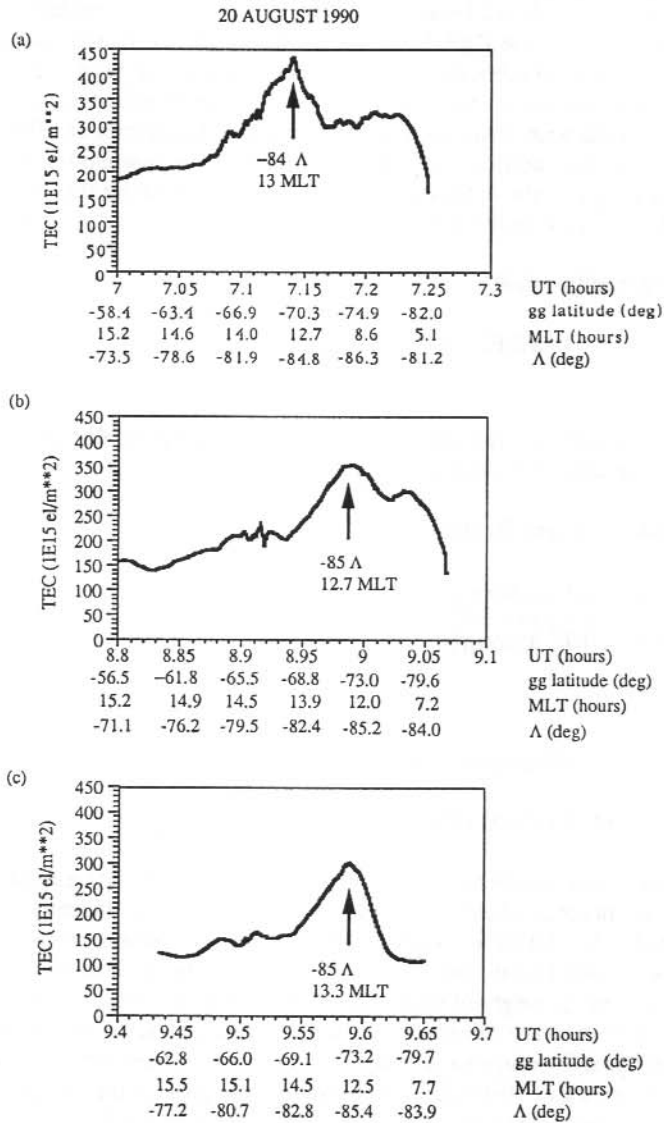 20 AUGUST 1990
(a)
TEC (1E15 el/m**2)
450
400
350
300
250
200
150
100
50
0
-84 Λ
13 MLT
7 7.05 7.1 7.15 7.2 7.25 7.3 UT (hours)
-58.4 -63.4 -66.9 -70.3 -74.9 -82.0 gg latitude (deg)
15.2 14.6 14.0 12.7 8.6 5.1 MLT (hours)
-73.5 -78.6 -81.9 -84.8 -86.3 -81.2 Λ (deg)
(b)
TEC (1E15 el/m**2)
450
400
350
300
250
200
150
100
50
0
-85 Λ
12.7 MLT
8.8 8.85 8.9 8.95 9 9.05 9.1 UT (hours)
-56.5 -61.8 -65.5 -68.8 -73.0 -79.6 gg latitude (deg)
15.2 14.9 14.5 13.9 12.0 7.2 MLT (hours)
-71.1 -76.2 -79.5 -82.4 -85.2 -84.0 Λ (deg)
(c)
TEC (1E15 el/m**2)
450
400
350
300
250
200
150
100
50
0
-85 Λ
13.3 MLT
9.4 9.45 9.5 9.55 9.6 9.65 9.7 UT (hours)
-62.8 -66.0 -69.1 -73.2 -79.7 gg latitude (deg)
15.5 15.1 14.5 12.5 7.7 MLT (hours)
-77.2 -80.7 -82.8 -85.4 -83.9 Λ (deg)